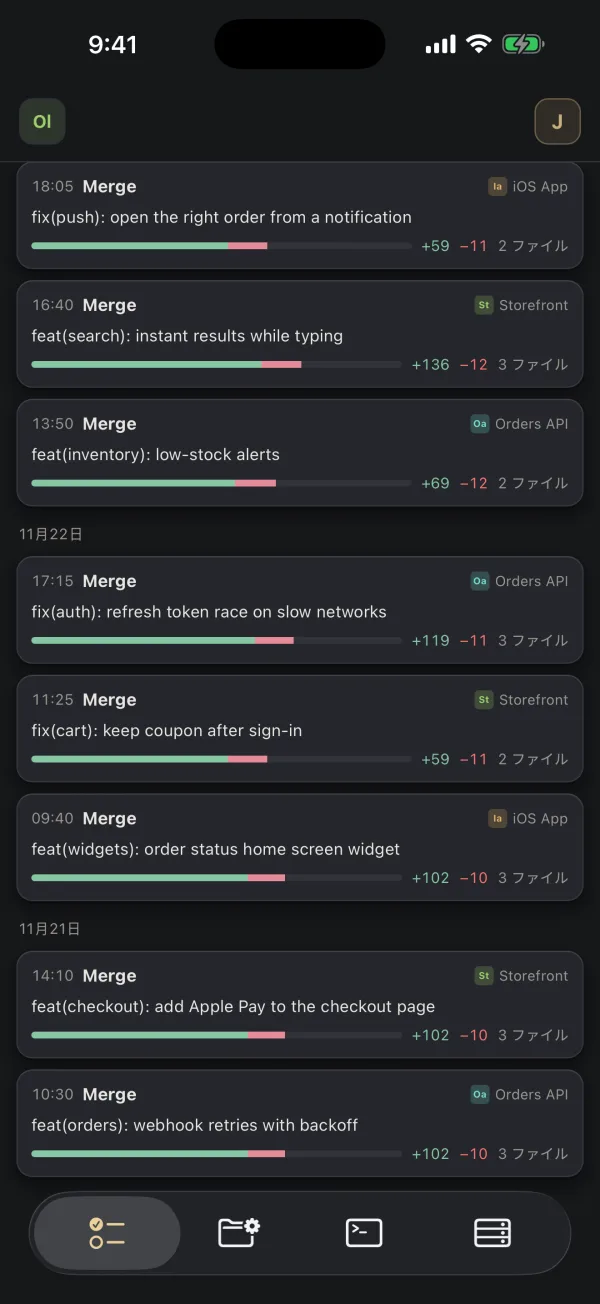 9:41
OI
J
18:05 Merge Ia iOS App
fix(push): open the right order from a notification
+59 −11 2 ファイル
16:40 Merge St Storefront
feat(search): instant results while typing
+136 −12 3 ファイル
13:50 Merge Oa Orders API
feat(inventory): low-stock alerts
+69 −12 2 ファイル
11月22日
17:15 Merge Oa Orders API
fix(auth): refresh token race on slow networks
+119 −11 3 ファイル
11:25 Merge St Storefront
fix(cart): keep coupon after sign-in
+59 −11 2 ファイル
09:40 Merge Ia iOS App
feat(widgets): order status home screen widget
+102 −10 3 ファイル
11月21日
14:10 Merge St Storefront
feat(checkout): add Apple Pay to the checkout page
+102 −10 3 ファイル
10:30 Merge Oa Orders API
feat(orders): webhook retries with backoff
+102 −10 3 ファイル